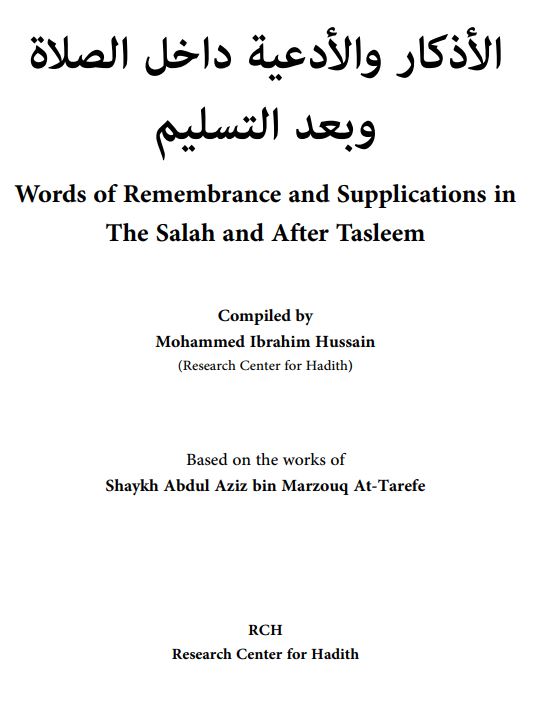 الأذكار والأدعية داخل الصلاة
وبعد التسليم
Words of Remembrance and Supplications in
The Salah and After Tasleem
Compiled by
Mohammed Ibrahim Hussain
(Research Center for Hadith)
Based on the works of
Shaykh Abdul Aziz bin Marzouq At-Tarefe
RCH
Research Center for Hadith